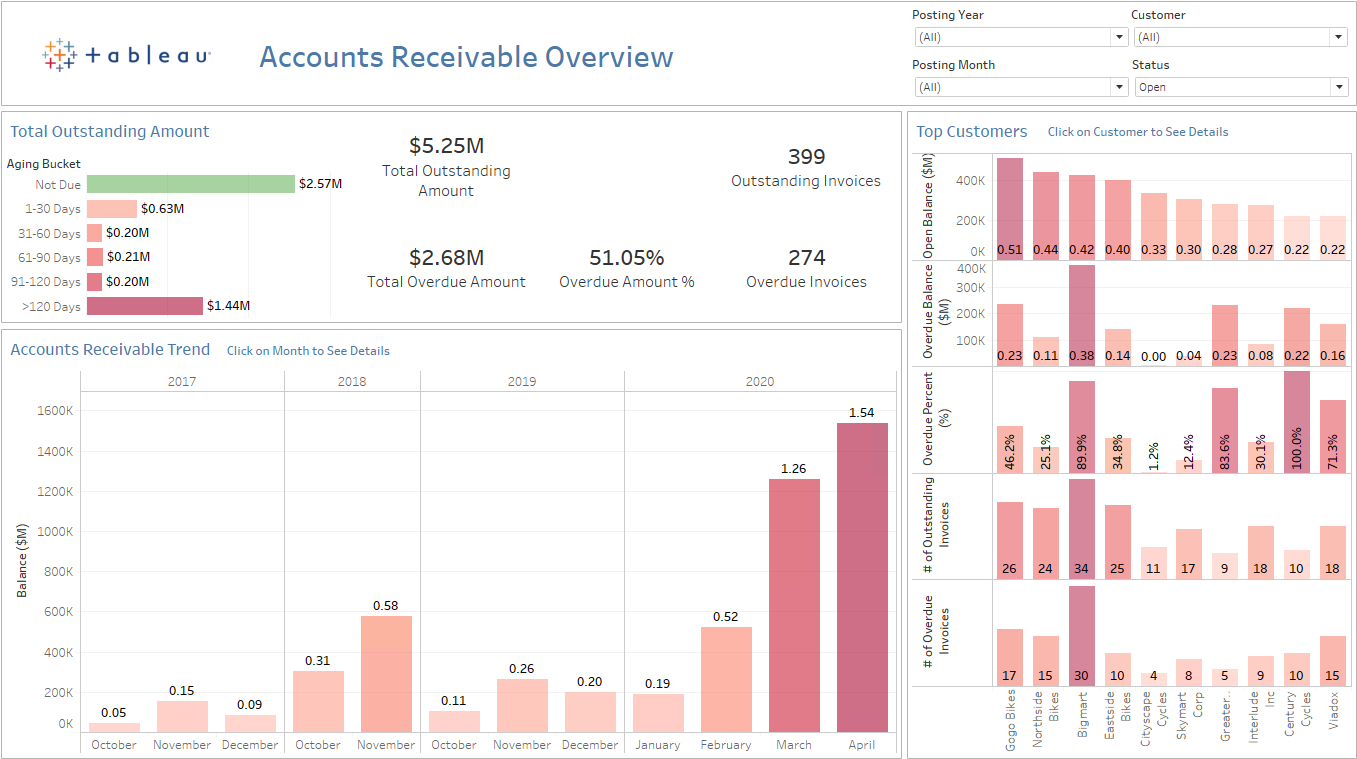 tableau
Accounts Receivable Overview
Posting Year
Customer
(All)
(All)
Posting Month
Status
(All)
Open
Total Outstanding Amount
Aging Bucket
Not Due
$2.57M
1-30 Days
$0.63M
31-60 Days
$0.20M
61-90 Days
$0.21M
91-120 Days
$0.20M
>120 Days
$1.44M
$5.25M
Total Outstanding
Amount
399
Outstanding Invoices
$2.68M
Total Overdue Amount
51.05%
Overdue Amount %
274
Overdue Invoices
Accounts Receivable Trend
Click on Month to See Details
2017
2018
2019
2020
Balance ($M)
1600K
1400K
1200K
1000K
800K
600K
400K
200K
0K
0.05
0.15
0.09
0.31
0.58
0.11
0.26
0.20
0.19
0.52
1.26
1.54
October
November
December
October
November
October
November
December
January
February
March
April
Top Customers
Click on Customer to See Details
Open Balance ($M)
400K
200K
0K
0.51
0.44
0.42
0.40
0.33
0.30
0.28
0.27
0.22
0.22
Overdue Balance
($M)
400K
300K
200K
100K
0.23
0.11
0.38
0.14
0.00
0.04
0.23
0.08
0.22
0.16
Overdue Percent
(%)
46.2%
25.1%
89.9%
34.8%
1.2%
12.4%
83.6%
30.1%
100.0%
71.3%
# of Outstanding
Invoices
26
24
34
25
11
17
9
18
10
18
# of Overdue
Invoices
17
15
30
10
4
8
5
9
10
15
Gogo Bikes
Northside
Bikes
Bigmart
Eastside
Bikes
Cityscape
Cycles
Skymart
Corp
Greater..
Interlude
Inc
Century
Cycles
Viadox